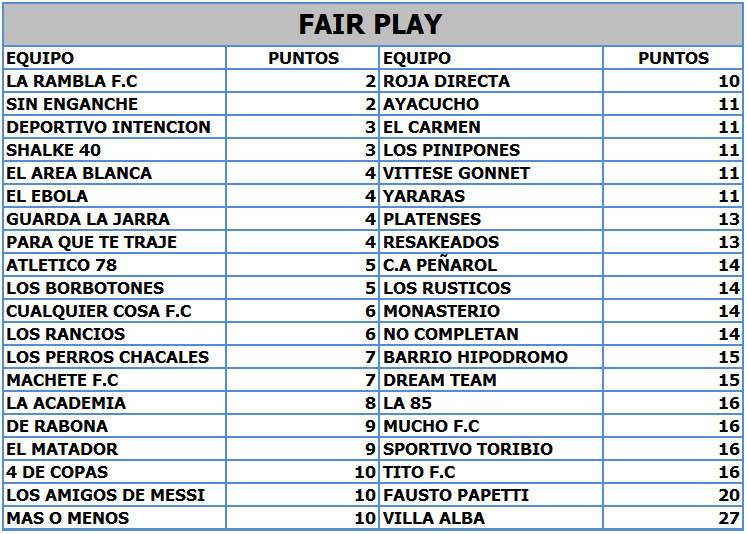 FAIR PLAY
EQUIPO PUNTOS EQUIPO PUNTOS
LA RAMBLA F.C 2 ROJA DIRECTA 10
SIN ENGANCHE 2 AYACUCHO 11
DEPORTIVO INTENCION 3 EL CARMEN 11
SHALKE 40 3 LOS PINIPONES 11
EL AREA BLANCA 4 VITTESE GONNET 11
EL EBOLA 4 YARARAS 11
GUARDA LA JARRA 4 PLATENSES 13
PARA QUE TE TRAJE 4 RESAKEADOS 13
ATLETICO 78 5 C.A PEÑAROL 14
LOS BORBOTONES 5 LOS RUSTICOS 14
CUALQUIER COSA F.C 6 MONASTERIO 14
LOS RANCIOS 6 NO COMPLETAN 14
LOS PERROS CHACALES 7 BARRIO HIPODROMO 15
MACHETE F.C 7 DREAM TEAM 15
LA ACADEMIA 8 LA 85 16
DE RABONA 9 MUCHO F.C 16
EL MATADOR 9 SPORTIVO TORIBIO 16
4 DE COPAS 10 TITO F.C 16
LOS AMIGOS DE MESSI 10 FAUSTO PAPETTI 20
MAS O MENOS 10 VILLA ALBA 27